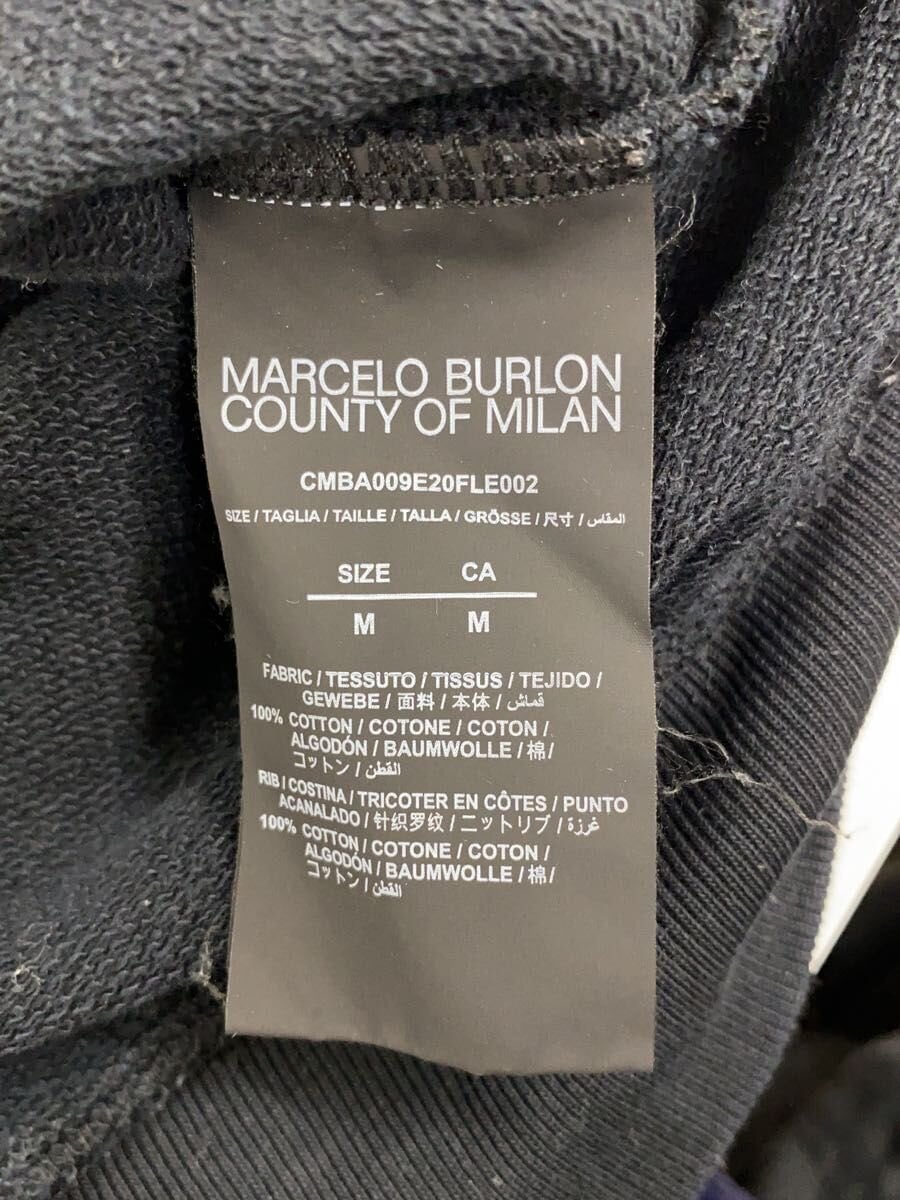 MARCELO BURLON
COUNTY OF MILAN
CMBA009E20FLE002
SIZE / TAGLIA / TAILLE / TALLA / GRÖSSE / 尺寸 / المقاس
SIZE CA
M M
FABRIC / TESSUTO / TISSUS / TEJIDO /
GEWEBE / 面料 / 本体 / قماش
100% COTTON / COTONE / COTON /
ALGODÓN / BAUMWOLLE / 棉/
コットン / القطن
RIB / COSTINA / TRICOTER EN CÔTES / PUNTO
ACANALADO / 针织罗纹 / ニットリブ / غرزة /
100% COTTON / COTONE / COTON /
ALGODÓN / BAUMWOLLE / 棉/
コットン / القطن